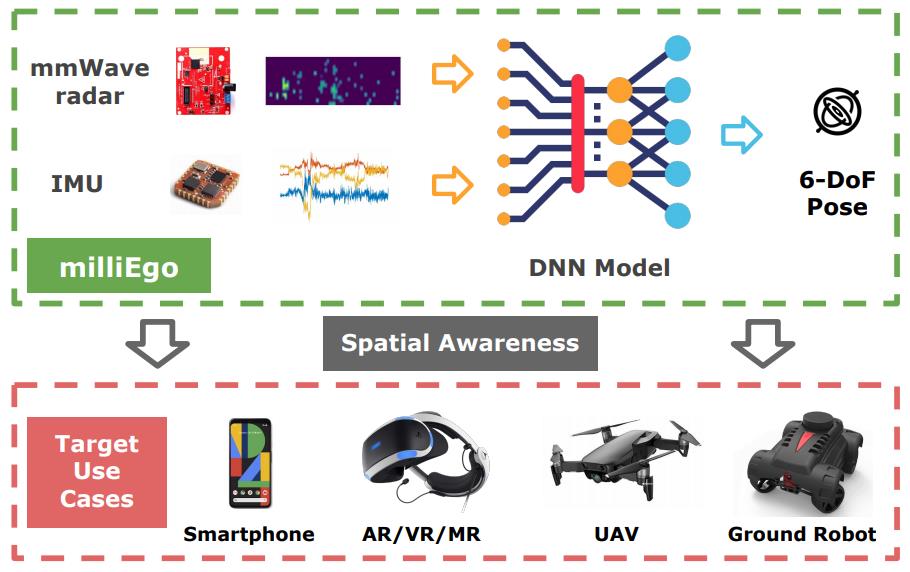 mmWave
radar
IMU
6-DoF
Pose
milliEgo
DNN Model
Spatial Awareness
Target
Use
Cases
Smartphone
AR/VR/MR
UAV
Ground Robot